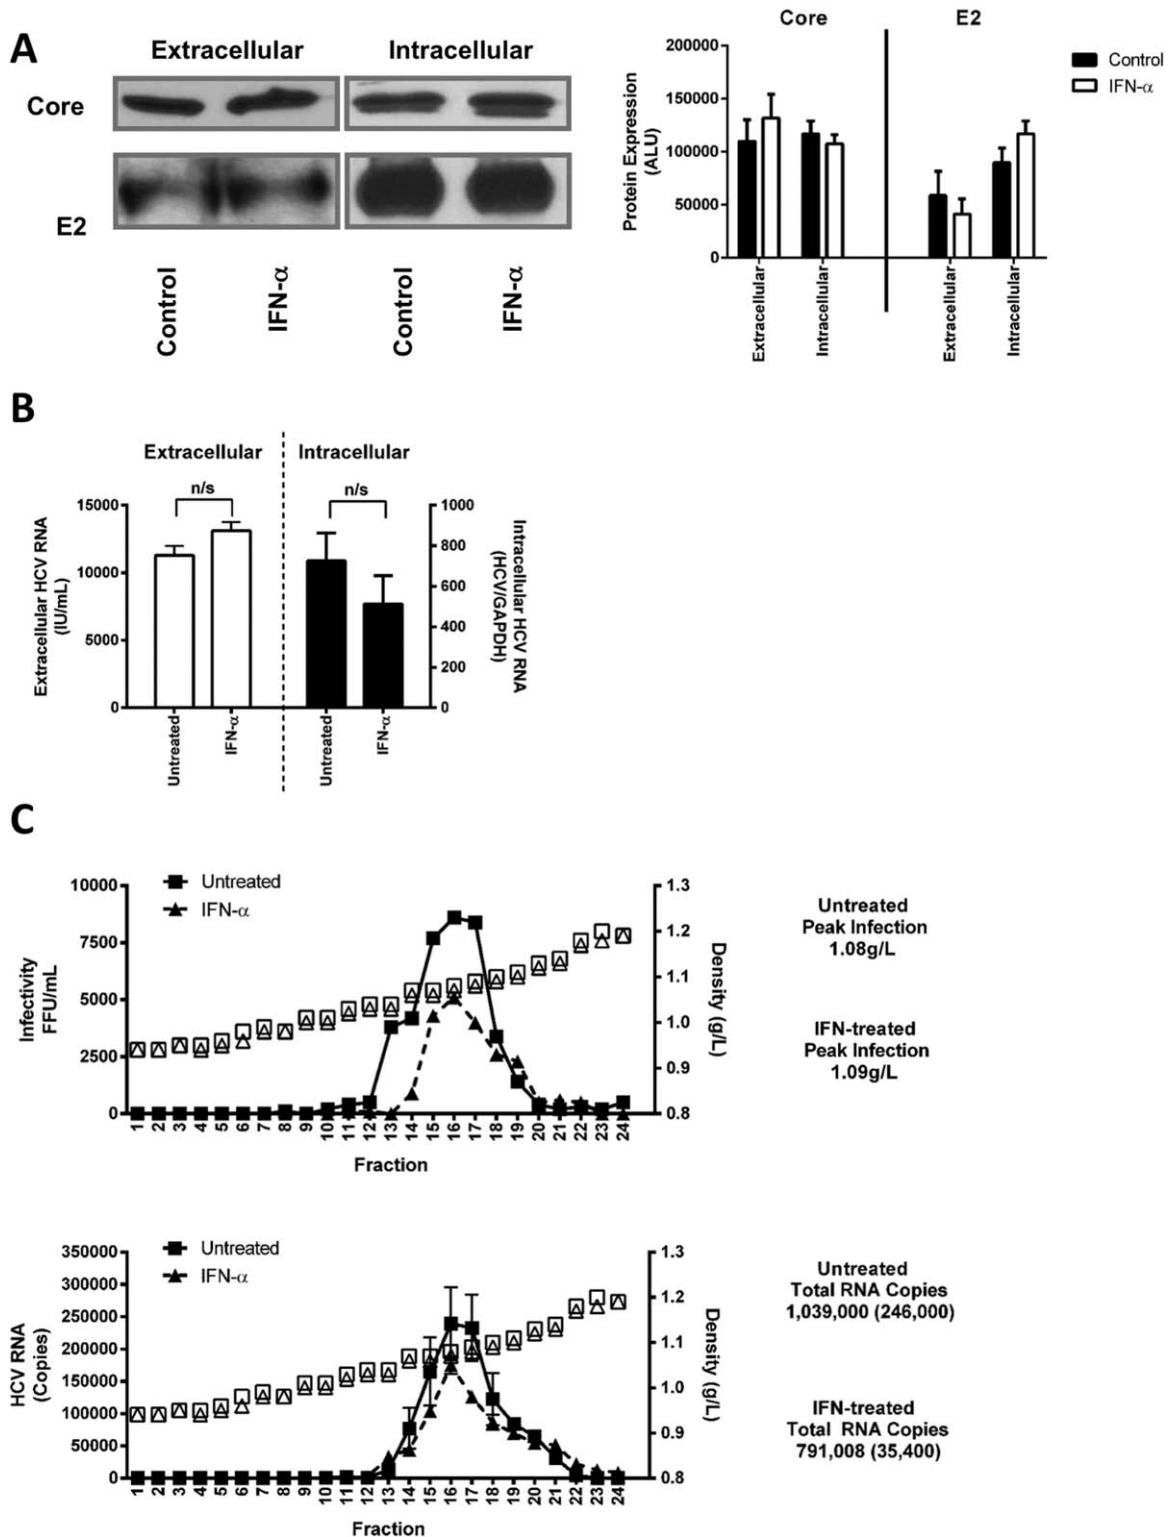 A
Extracellular Intracellular
Core
E2
Control IFN-α Control IFN-α
Core E2
Control
IFN-α
Protein Expression
(ALU)
200000
150000
100000
50000
0
Extracellular Intracellular Extracellular Intracellular
B
Extracellular Intracellular
n/s n/s
Extracellular HCV RNA
(IU/mL)
15000
10000
5000
0
Intracellular HCV RNA
(HCV/GAPDH)
1000
800
600
400
200
0
Untreated IFN-α Untreated IFN-α
C
Untreated
IFN-α
Infectivity
FFU/mL
10000
7500
5000
2500
0
1.3
1.2
1.1
1.0
0.9
0.8
Density (g/L)
1 2 3 4 5 6 7 8 9 10 11 12 13 14 15 16 17 18 19 20 21 22 23 24
Fraction
Untreated
Peak Infection
1.08g/L
IFN-treated
Peak Infection
1.09g/L
Untreated
IFN-α
HCV RNA
(Copies)
350000
300000
250000
200000
150000
100000
50000
0
1.3
1.2
1.1
1.0
0.9
0.8
Density (g/L)
1 2 3 4 5 6 7 8 9 10 11 12 13 14 15 16 17 18 19 20 21 22 23 24
Fraction
Untreated
Total RNA Copies
1,039,000 (246,000)
IFN-treated
Total RNA Copies
791,008 (35,400)